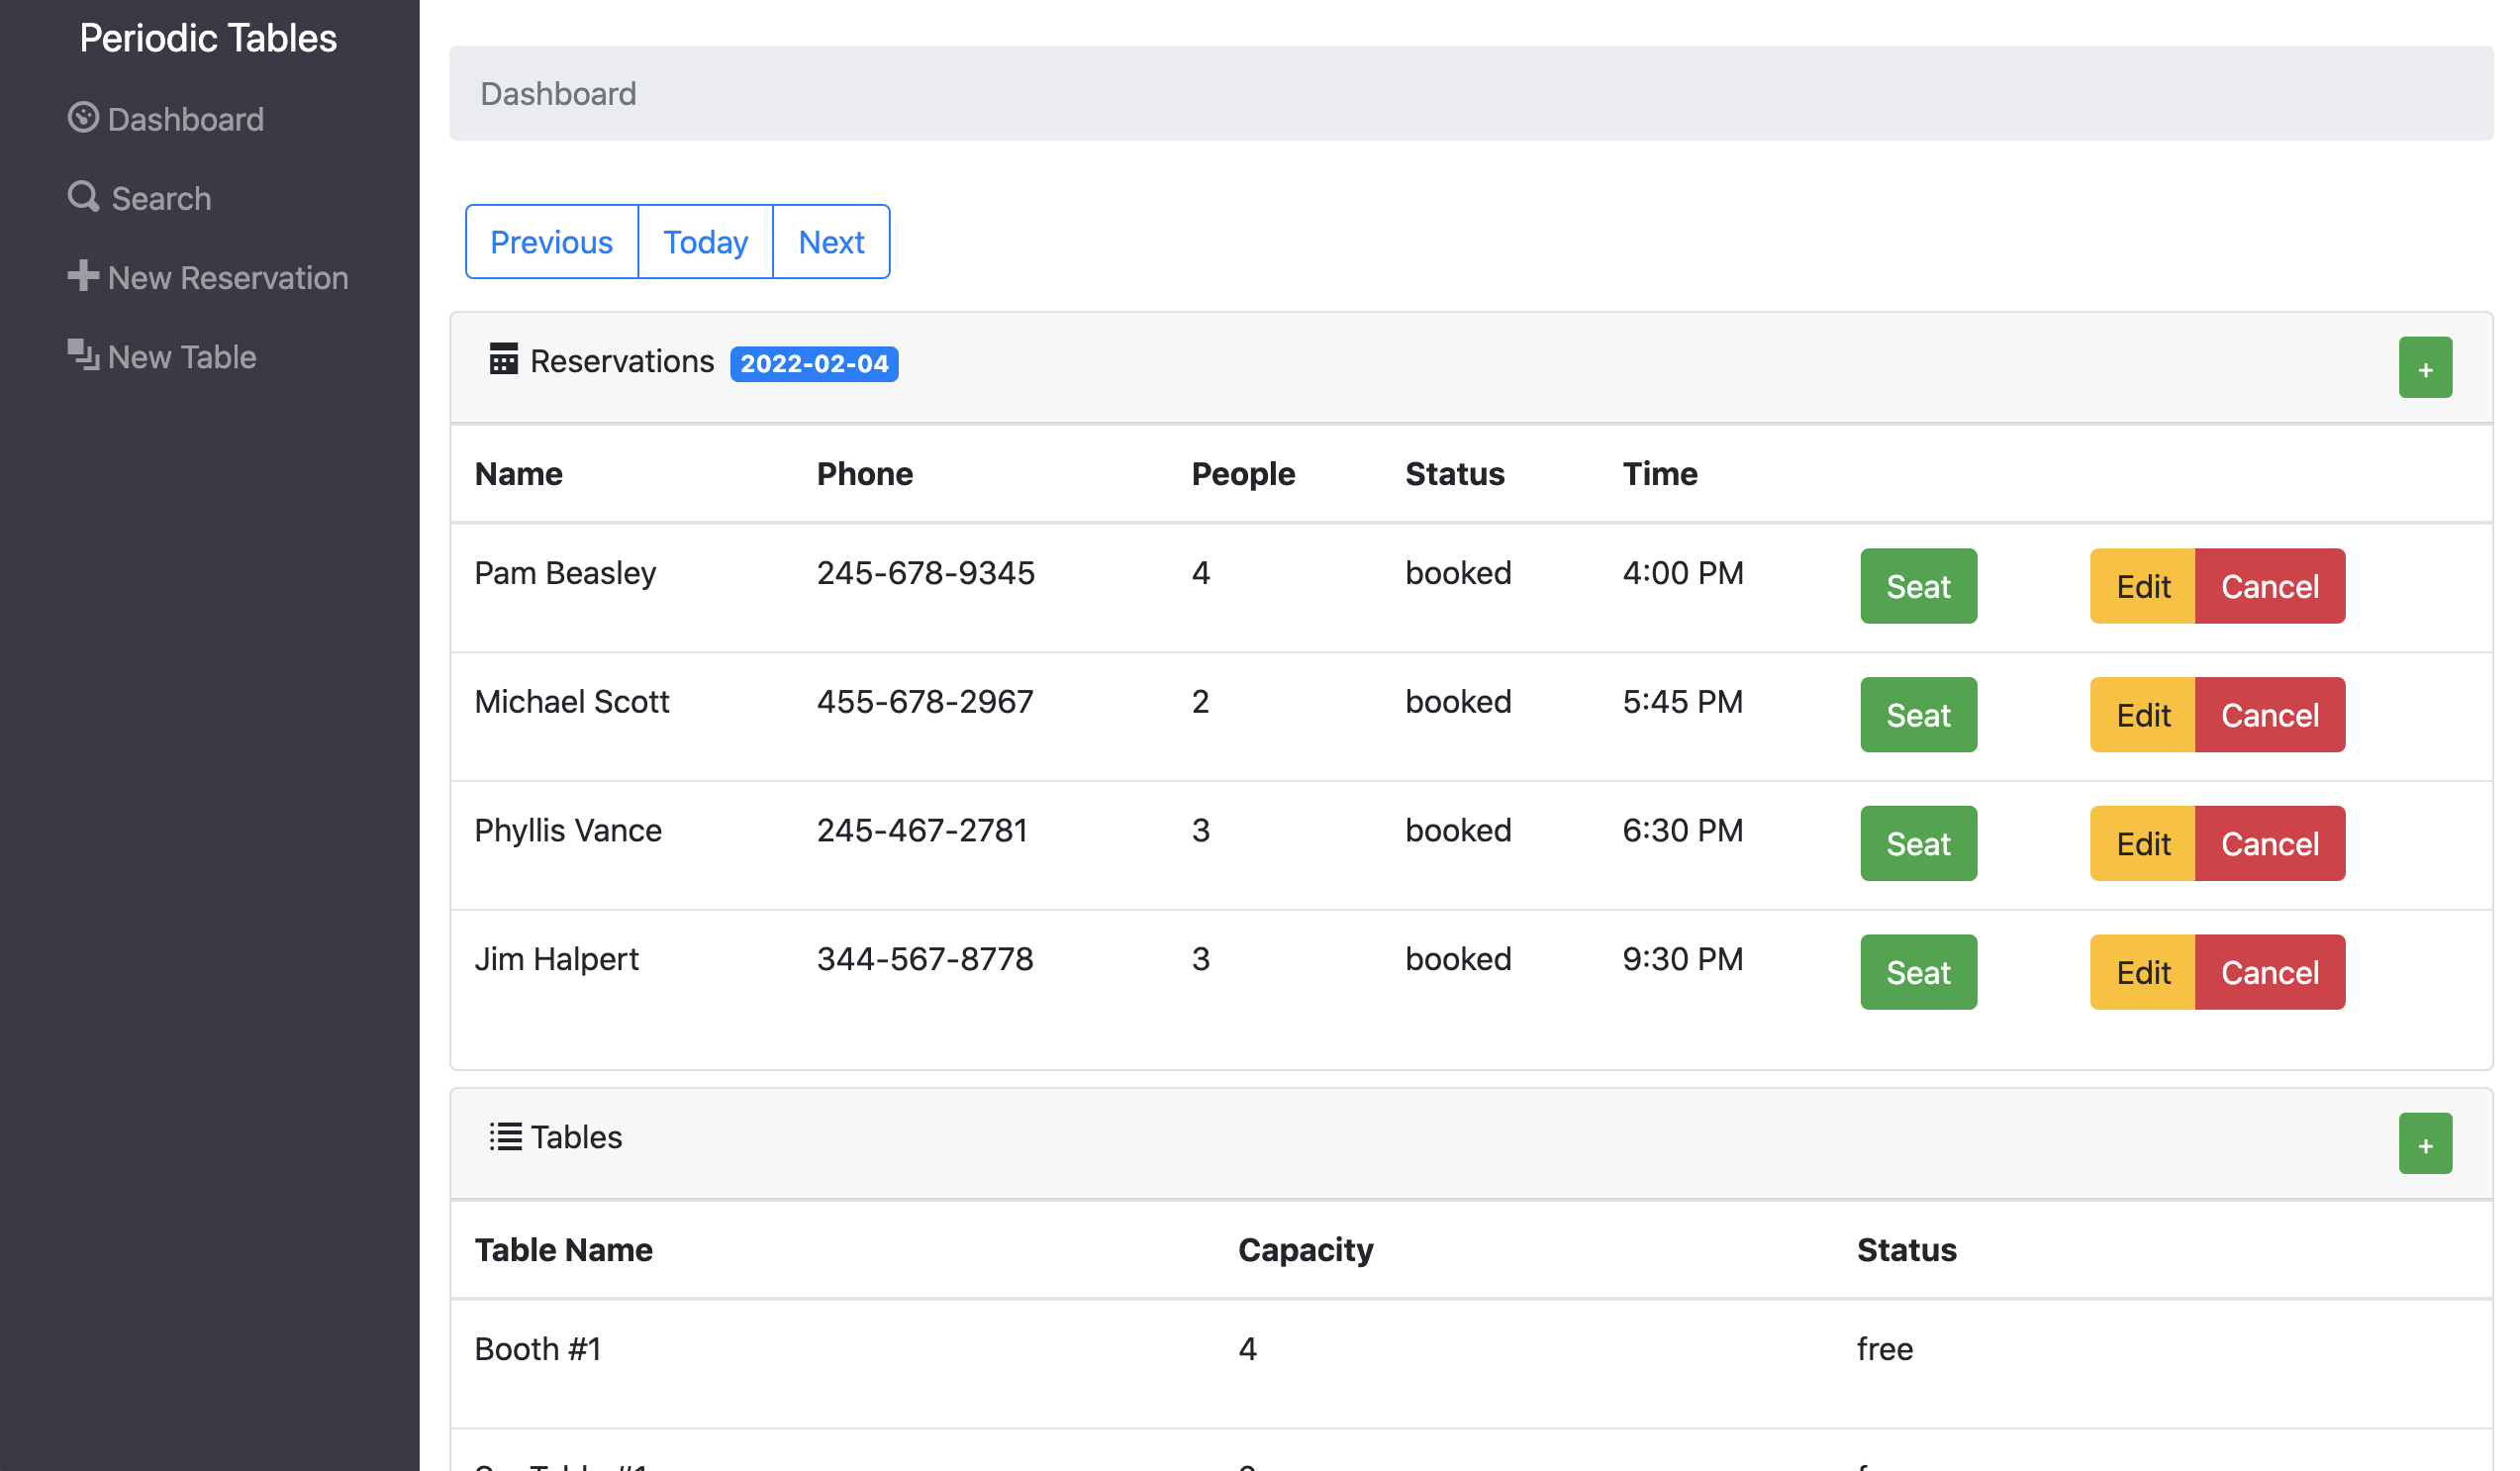 Periodic Tables
Dashboard
Search
New Reservation
New Table
Dashboard
Previous Today Next
Reservations 2022-02-04 +
Name Phone People Status Time
Pam Beasley 245-678-9345 4 booked 4:00 PM Seat Edit Cancel
Michael Scott 455-678-2967 2 booked 5:45 PM Seat Edit Cancel
Phyllis Vance 245-467-2781 3 booked 6:30 PM Seat Edit Cancel
Jim Halpert 344-567-8778 3 booked 9:30 PM Seat Edit Cancel
Tables +
Table Name Capacity Status
Booth #1 4 free